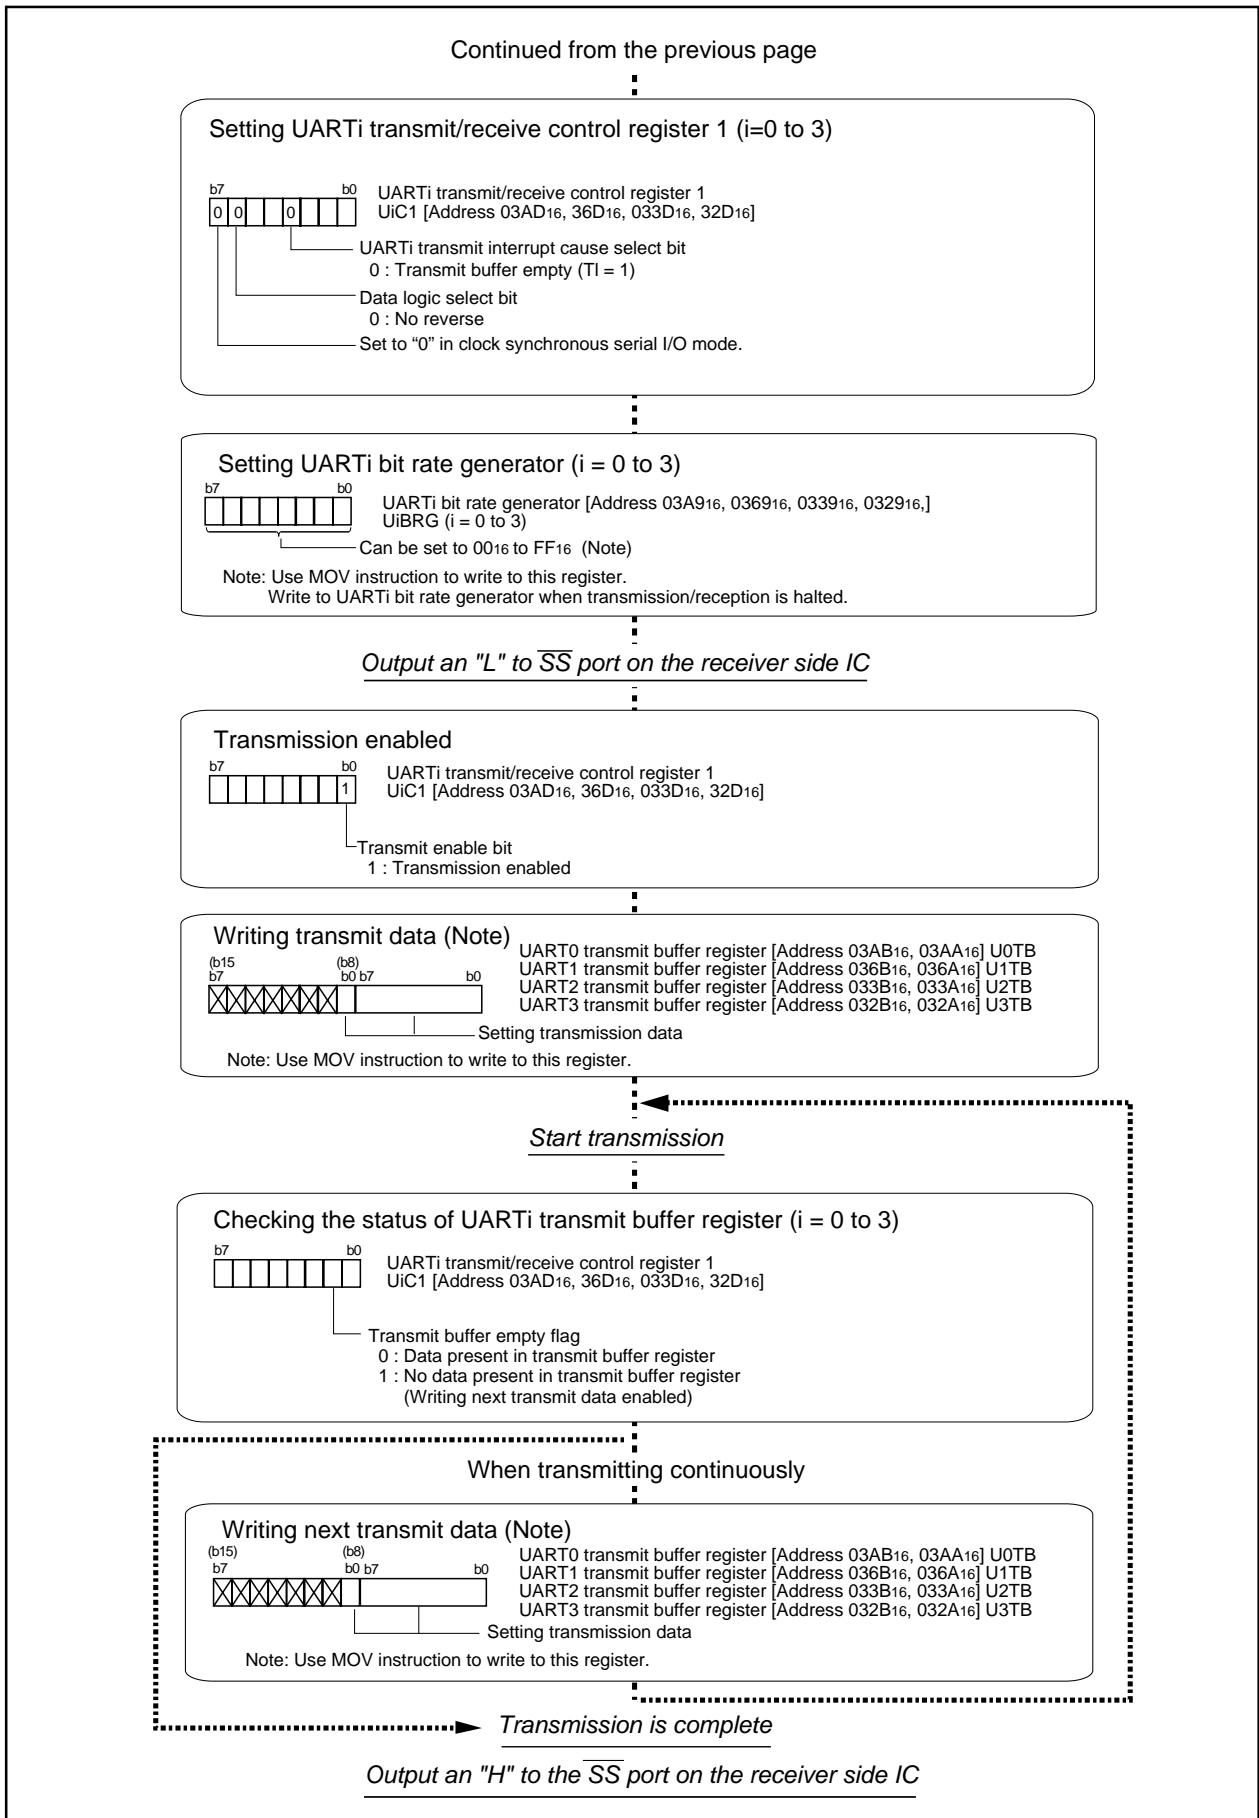 Continued from the previous page
Setting UARTi transmit/receive control register 1 (i=0 to 3)
b7 b0
UARTi transmit/receive control register 1
0 0 0 UiC1 [Address 03AD16, 36D16, 033D16, 32D16]
UARTi transmit interrupt cause select bit
0 : Transmit buffer empty (TI = 1)
Data logic select bit
0 : No reverse
Set to “0” in clock synchronous serial I/O mode.
Setting UARTi bit rate generator (i = 0 to 3)
b7 b0
UARTi bit rate generator [Address 03A916, 036916, 033916, 032916,]
UiBRG (i = 0 to 3)
Can be set to 0016 to FF16 (Note)
Note: Use MOV instruction to write to this register.
Write to UARTi bit rate generator when transmission/reception is halted.
Output an "L" to SS port on the receiver side IC
Transmission enabled
b7 b0
UARTi transmit/receive control register 1
1 UiC1 [Address 03AD16, 36D16, 033D16, 32D16]
Transmit enable bit
1 : Transmission enabled
Writing transmit data (Note)
UART0 transmit buffer register [Address 03AB16, 03AA16] U0TB
(b15 (b8)
UART1 transmit buffer register [Address 036B16, 036A16] U1TB
b7 b0 b7 b0
UART2 transmit buffer register [Address 033B16, 033A16] U2TB
UART3 transmit buffer register [Address 032B16, 032A16] U3TB
Setting transmission data
Note: Use MOV instruction to write to this register.
Start transmission
Checking the status of UARTi transmit buffer register (i = 0 to 3)
b7 b0
UARTi transmit/receive control register 1
UiC1 [Address 03AD16, 36D16, 033D16, 32D16]
Transmit buffer empty flag
0 : Data present in transmit buffer register
1 : No data present in transmit buffer register
(Writing next transmit data enabled)
When transmitting continuously
Writing next transmit data (Note)
(b15) (b8)
UART0 transmit buffer register [Address 03AB16, 03AA16] U0TB
b7 b0 b7 b0
UART1 transmit buffer register [Address 036B16, 036A16] U1TB
UART2 transmit buffer register [Address 033B16, 033A16] U2TB
UART3 transmit buffer register [Address 032B16, 032A16] U3TB
Setting transmission data
Note: Use MOV instruction to write to this register.
Transmission is complete
Output an "H" to the SS port on the receiver side IC